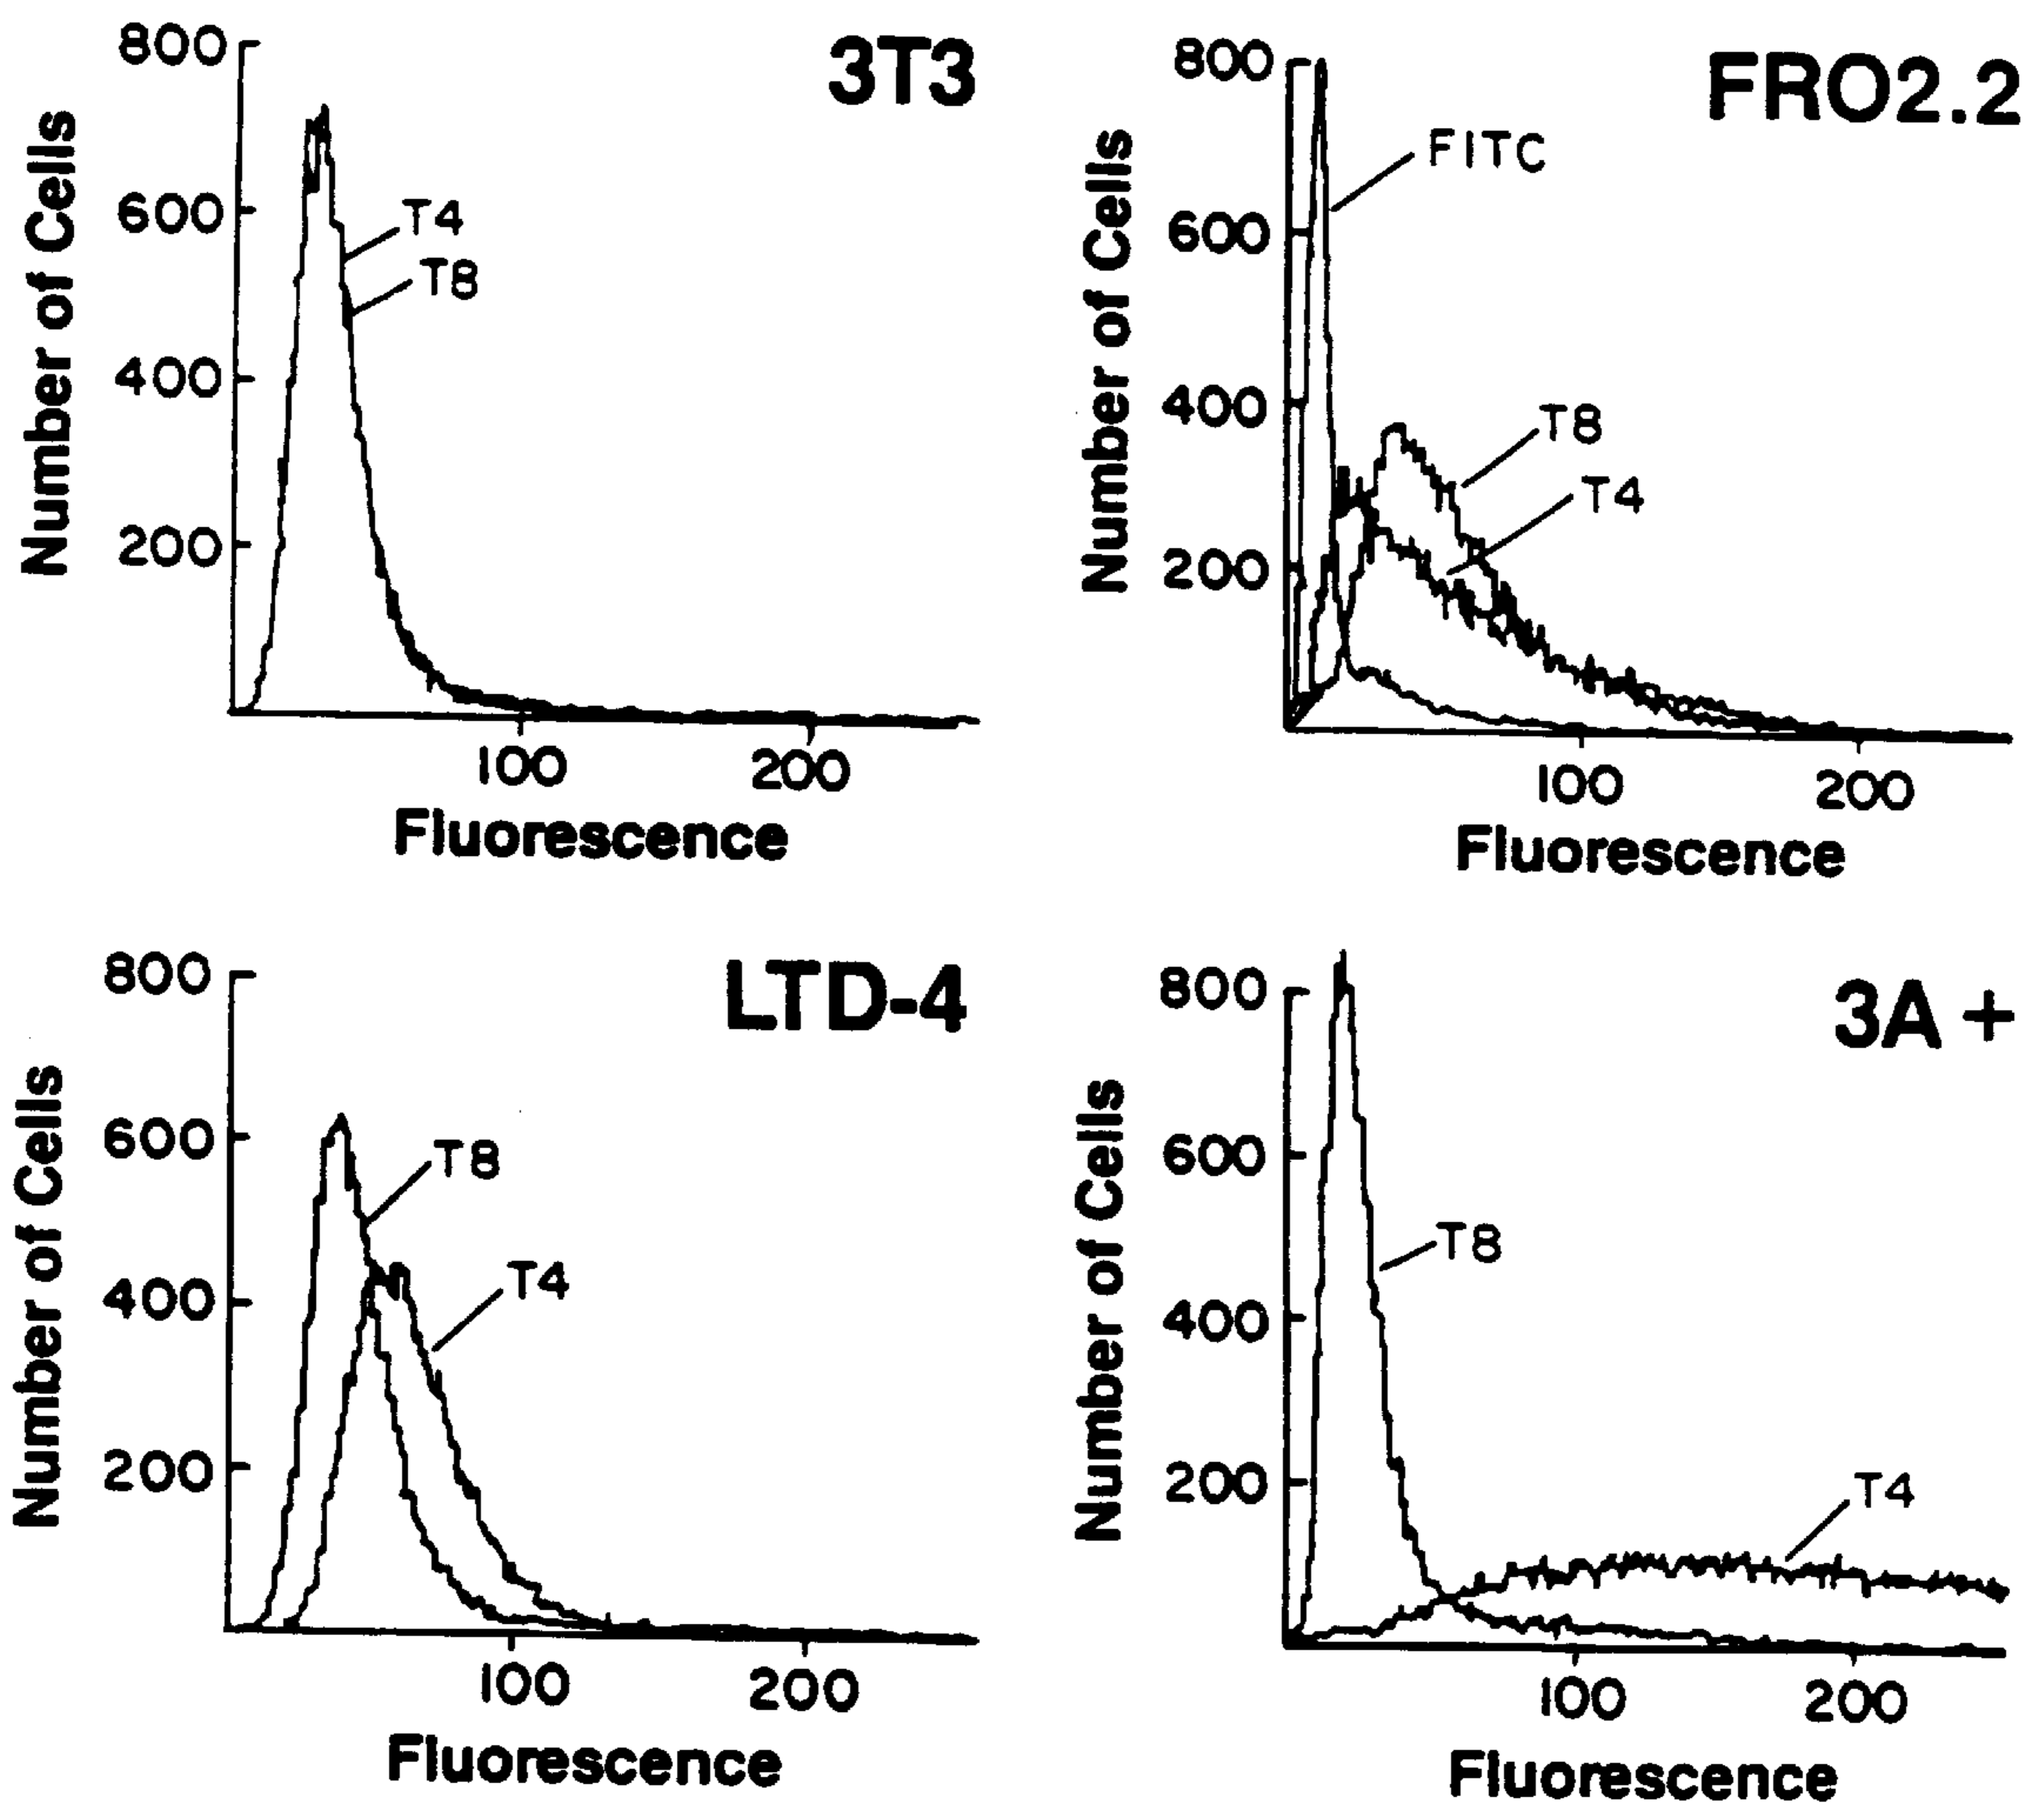 3T3
Number of Cells
800
600
400
200
T4
T8
100
200
Fluorescence
FRO2.2
Number of Cells
800
600
400
200
FITC
T8
T4
100
200
Fluorescence
LTD-4
Number of Cells
800
600
400
200
T8
T4
100
200
Fluorescence
3A +
Number of Cells
800
600
400
200
T8
T4
100
200
Fluorescence